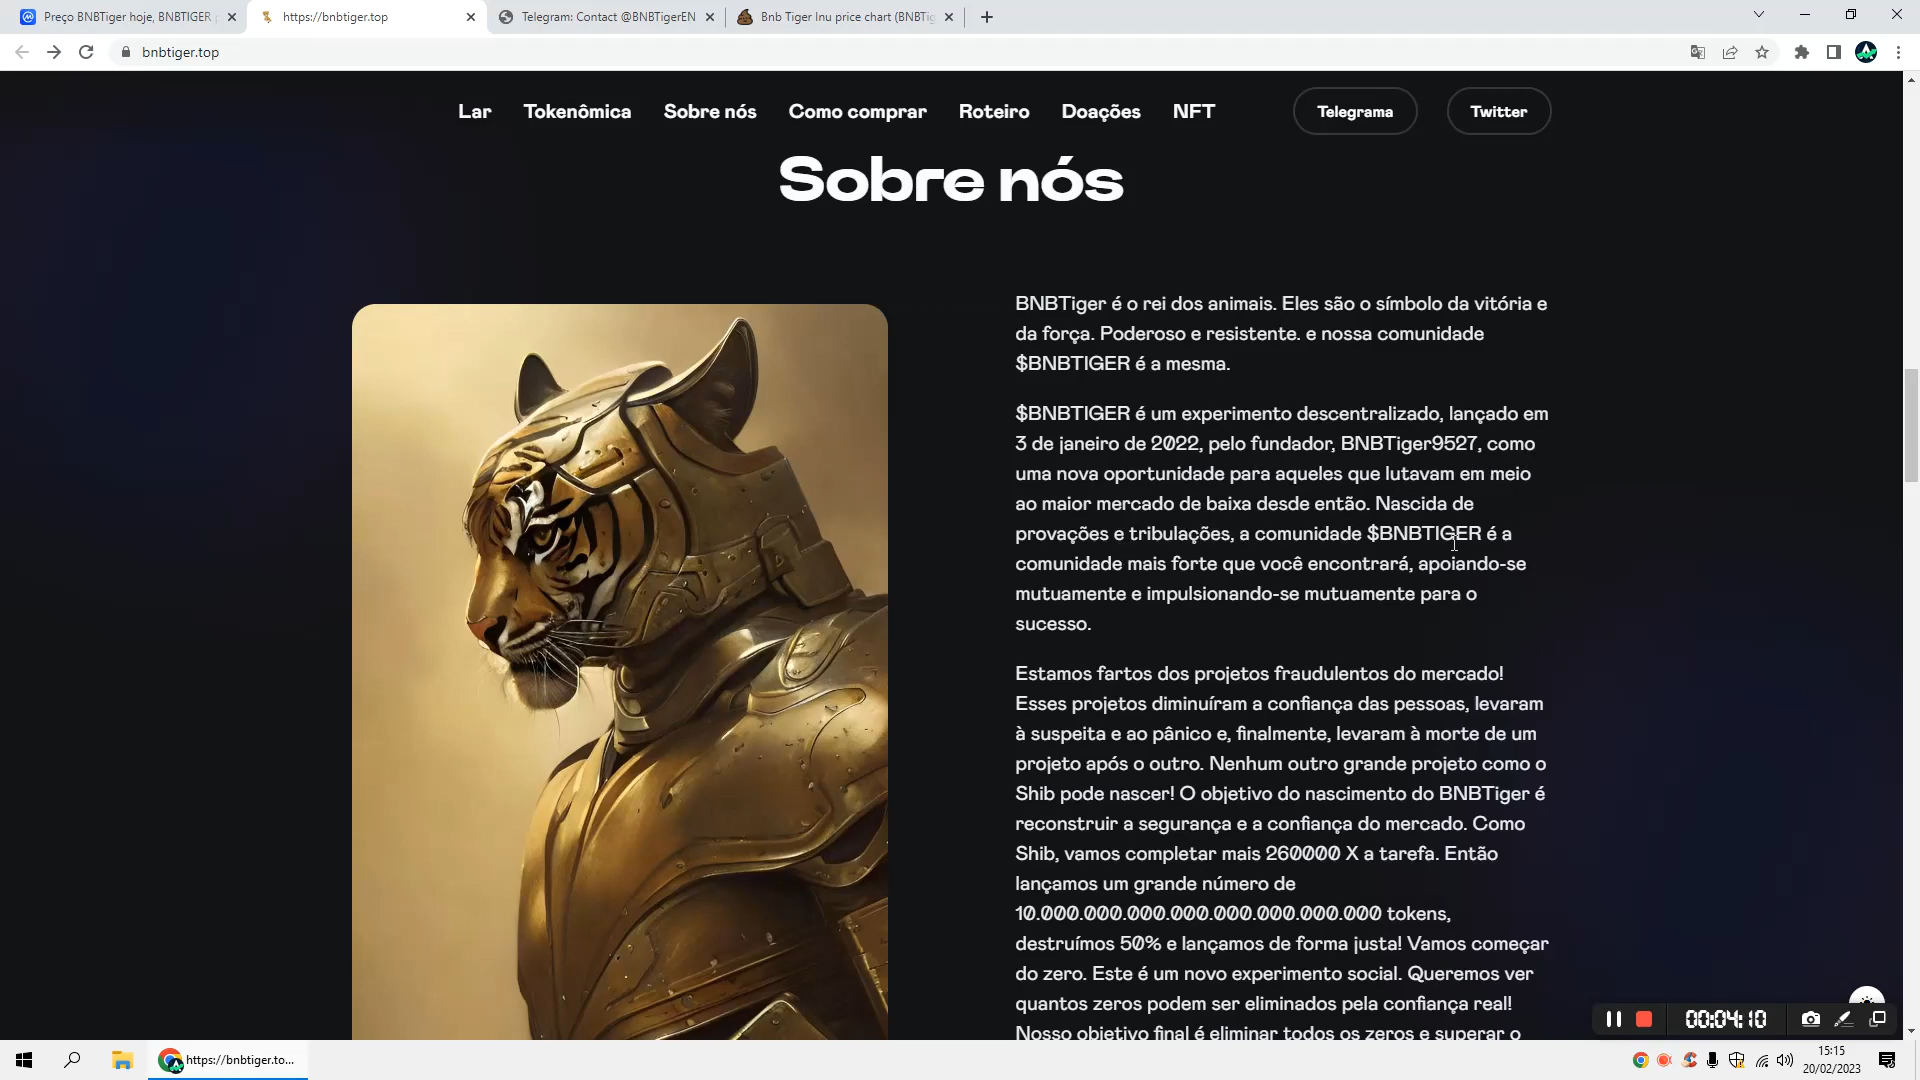 Preço BNBTiger hoje, BNBTIGER
https://bnbtiger.top
Telegram: Contact @BNBTigerEN
Bnb Tiger Inu price chart (BNBTig
bnbtiger.top
Lar
Tokenômica
Sobre nós
Como comprar
Roteiro
Doações
NFT
Telegrama
Twitter
Sobre nós
BNBTiger é o rei dos animais. Eles são o símbolo da vitória e
da força. Poderoso e resistente. e nossa comunidade
$BNBTIGER é a mesma.
$BNBTIGER é um experimento descentralizado, lançado em
3 de janeiro de 2022, pelo fundador, BNBTiger9527, como
uma nova oportunidade para aqueles que lutavam em meio
ao maior mercado de baixa desde então. Nascida de
provações e tribulações, a comunidade $BNBTIGER é a
comunidade mais forte que você encontrará, apoiando-se
mutuamente e impulsionando-se mutuamente para o
sucesso.
Estamos fartos dos projetos fraudulentos do mercado!
Esses projetos diminuíram a confiança das pessoas, levaram
à suspeita e ao pânico e, finalmente, levaram à morte de um
projeto após o outro. Nenhum outro grande projeto como o
Shib pode nascer! O objetivo do nascimento do BNBTiger é
reconstruir a segurança e a confiança do mercado. Como
Shib, vamos completar mais 260000 X a tarefa. Então
lançamos um grande número de
10.000.000.000.000.000.000.000.000 tokens,
destruímos 50% e lançamos de forma justa! Vamos começar
do zero. Este é um novo experimento social. Queremos ver
quantos zeros podem ser eliminados pela confiança real!
Nosso objetivo final é eliminar todos os zeros e superar o
00:04:10
https://bnbtiger.to...
15:15
20/02/2023